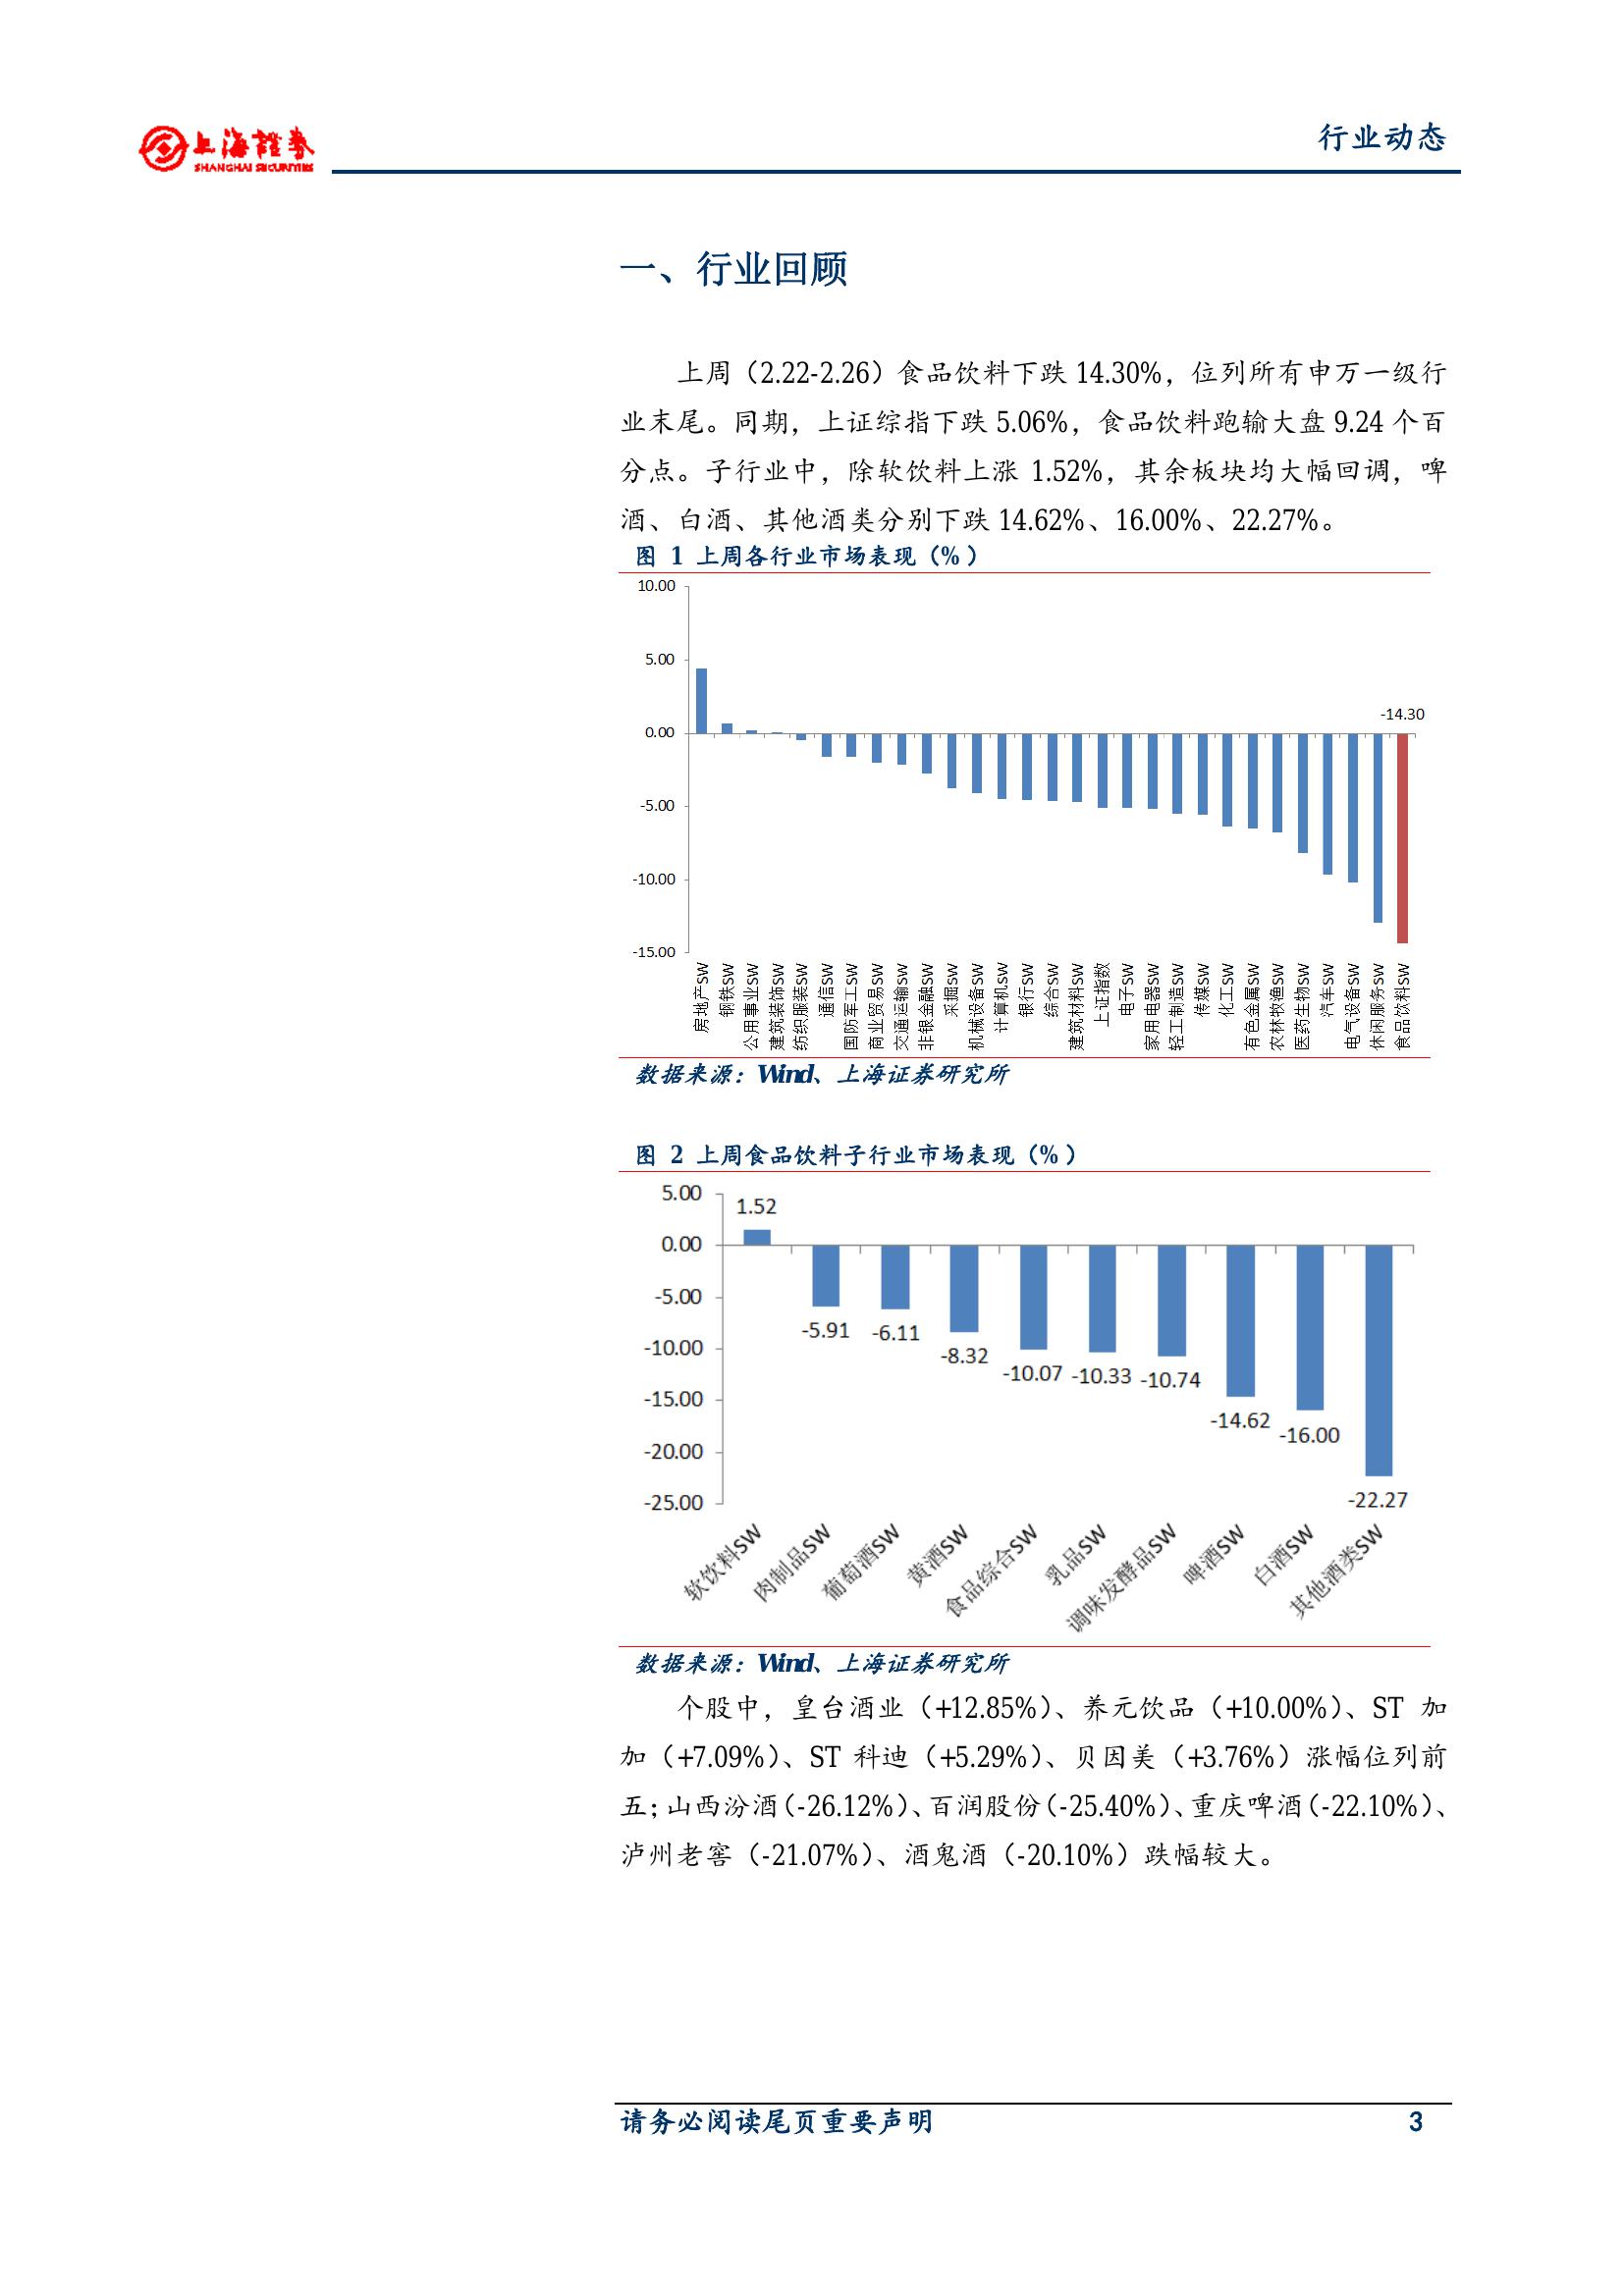 上海證券
SHANGHAI SECURITIES
行业动态
一、行业回顾
上周（2.22-2.26）食品饮料下跌 14.30%，位列所有申万一级行
业末尾。同期，上证综指下跌 5.06%，食品饮料跑输大盘 9.24 个百
分点。子行业中，除软饮料上涨 1.52%，其余板块均大幅回调，啤
酒、白酒、其他酒类分别下跌 14.62%、16.00%、22.27%。
图 1 上周各行业市场表现（%）
10.00
5.00
0.00
-5.00
-10.00
-15.00
-14.30
房地产SW
钢铁SW
公用事业SW
建筑装饰SW
纺织服装SW
通信SW
国防军工SW
商业贸易SW
交通运输SW
非银金融SW
采掘SW
机械设备SW
计算机SW
银行SW
综合SW
建筑材料SW
上证指数
电子SW
家用电器SW
轻工制造SW
传媒SW
化工SW
有色金属SW
农林牧渔SW
医药生物SW
汽车SW
电气设备SW
休闲服务SW
食品饮料SW
数据来源：Wind、上海证券研究所
图 2 上周食品饮料子行业市场表现（%）
5.00
0.00
-5.00
-10.00
-15.00
-20.00
-25.00
1.52
-5.91
-6.11
-8.32
-10.07
-10.33
-10.74
-14.62
-16.00
-22.27
软饮料SW
肉制品SW
葡萄酒SW
黄酒SW
食品综合SW
乳品SW
调味发酵品SW
啤酒SW
白酒SW
其他酒类SW
数据来源：Wind、上海证券研究所
个股中，皇台酒业（+12.85%）、养元饮品（+10.00%）、ST 加
加（+7.09%）、ST 科迪（+5.29%）、贝因美（+3.76%）涨幅位列前
五；山西汾酒（-26.12%）、百润股份（-25.40%）、重庆啤酒（-22.10%）、
泸州老窖（-21.07%）、酒鬼酒（-20.10%）跌幅较大。
请务必阅读尾页重要声明
3